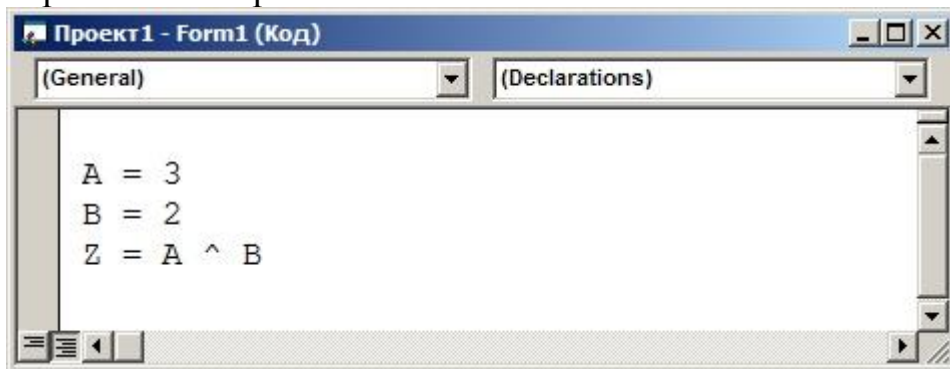 Проект1 - Form1 (Код)
(General) (Declarations)
A = 3
B = 2
Z = A ^ B